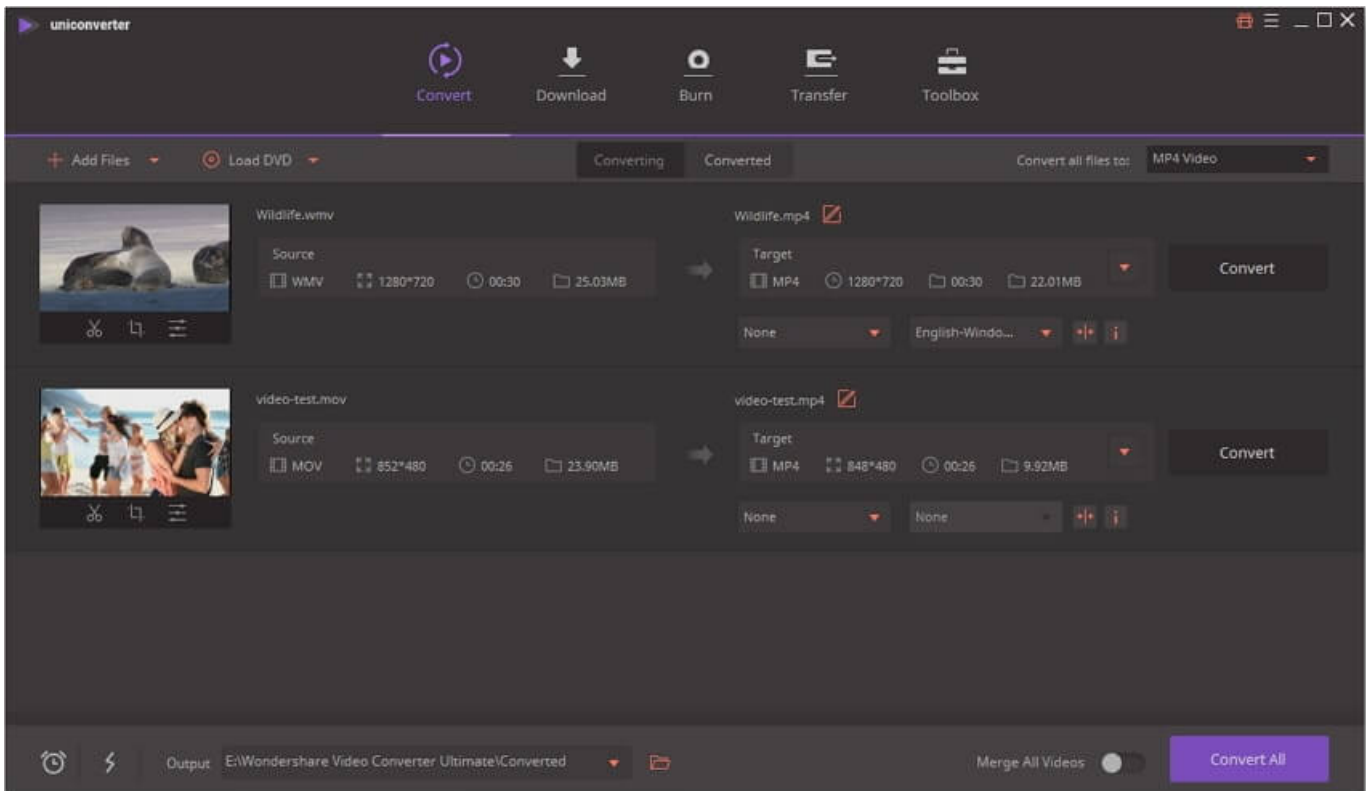 uniconverter
Convert Download Burn Transfer Toolbox
Add Files Load DVD Converting Converted Convert all files to: MP4 Video
Wildlife.wmv Wildlife.mp4
Source Target
WMV 1280*720 00:30 25.03MB MP4 1280*720 00:30 22.01MB Convert
None English-Windo...
video-test.mov video-test.mp4
Source Target
MOV 852*480 00:26 23.90MB MP4 848*480 00:26 9.92MB Convert
None None
Output E:\Wondershare Video Converter Ultimate\Converted Merge All Videos Convert All